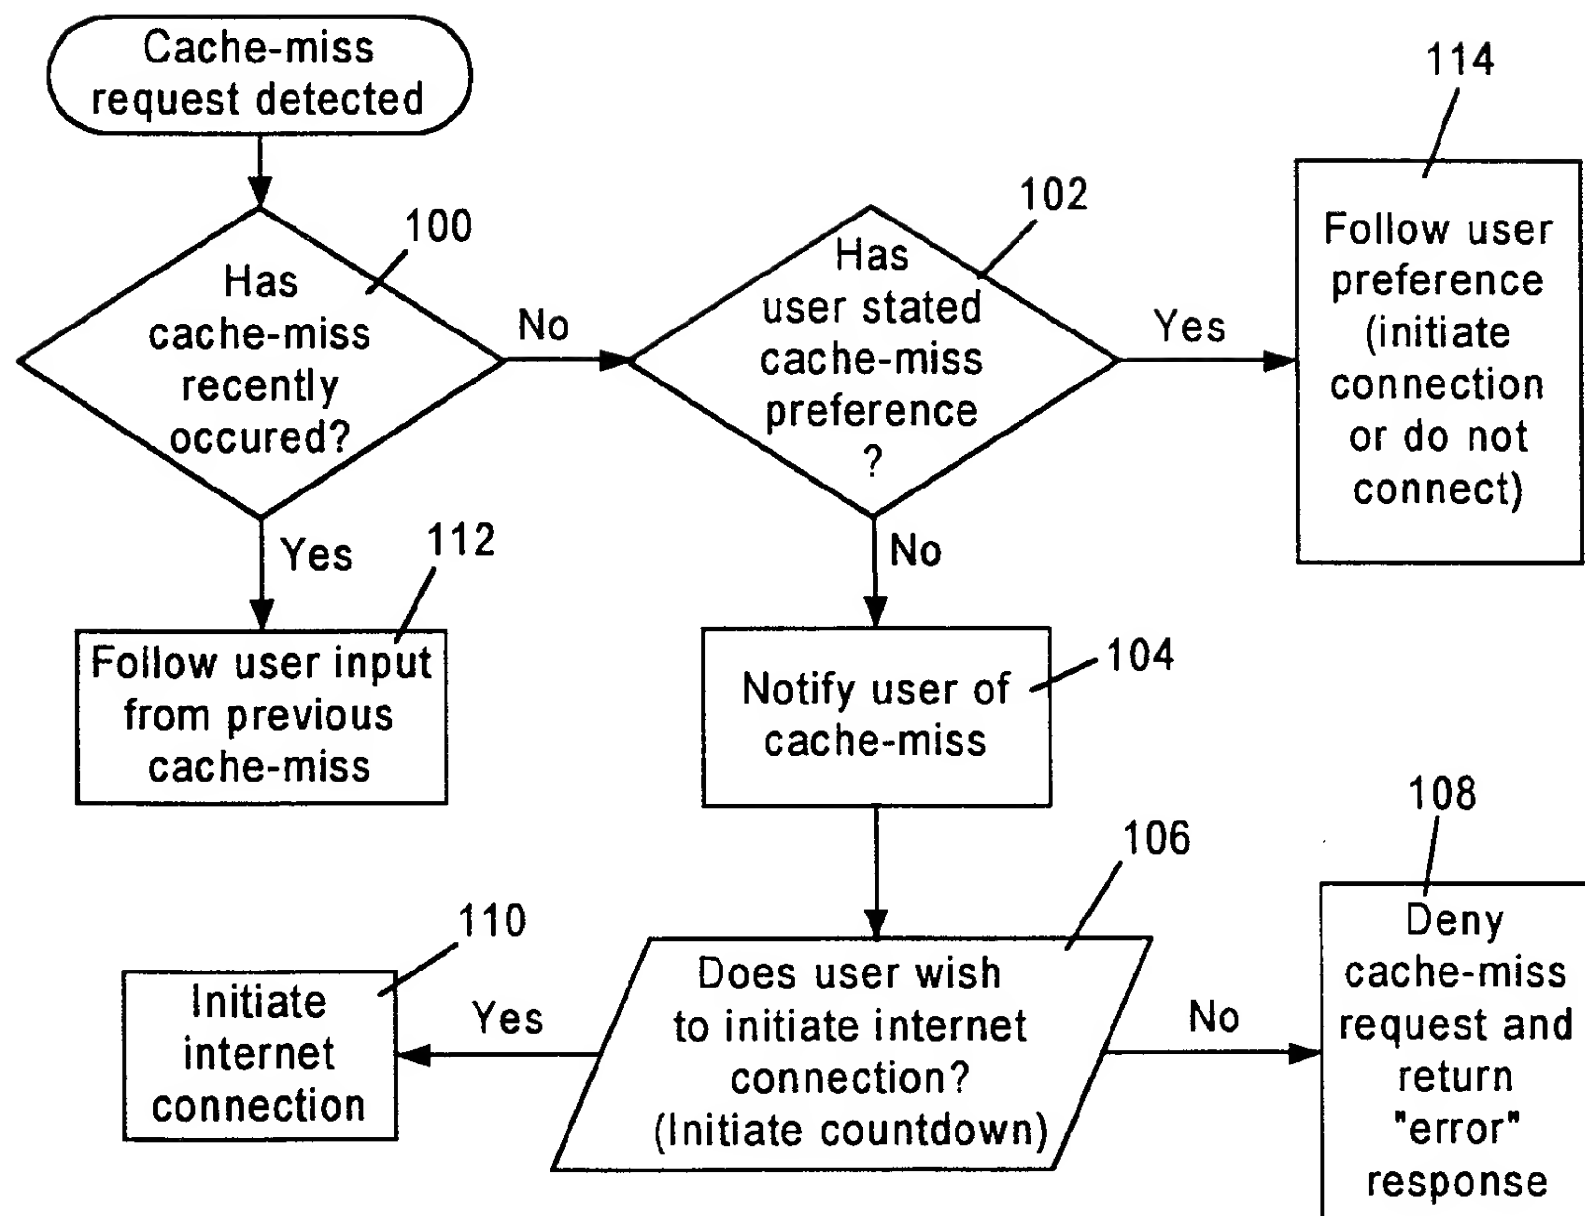 Cache-miss
request detected
100
Has
cache-miss
recently
occured?
No
Yes
102
Has
user stated
cache-miss
preference
?
Yes
No
114
Follow user
preference
(initiate
connection
or do not
connect)
112
Follow user input
from previous
cache-miss
104
Notify user of
cache-miss
106
Does user wish
to initiate internet
connection?
(Initiate countdown)
Yes
No
110
Initiate
internet
connection
108
Deny
cache-miss
request and
return
"error"
response